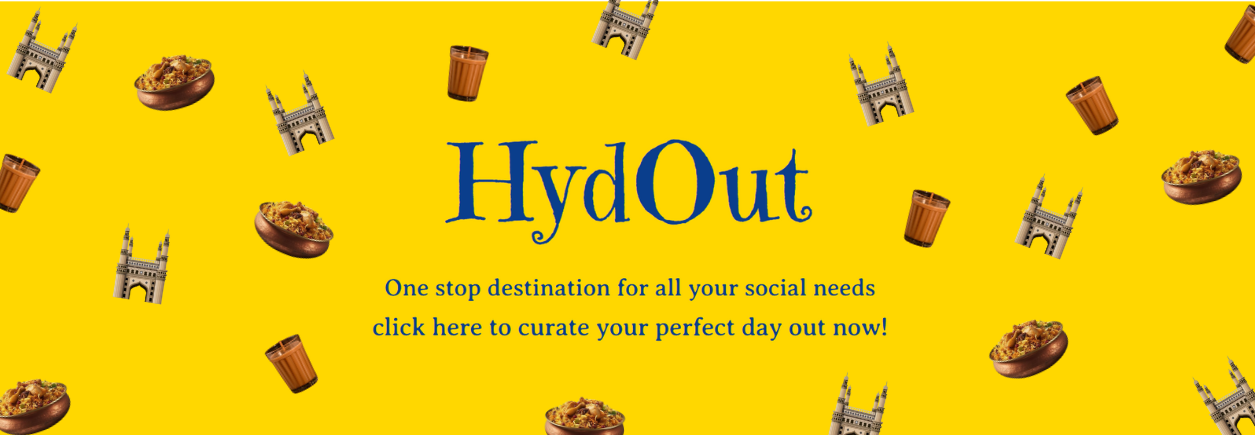 HydOut
One stop destination for all your social needs
click here to curate your perfect day out now!